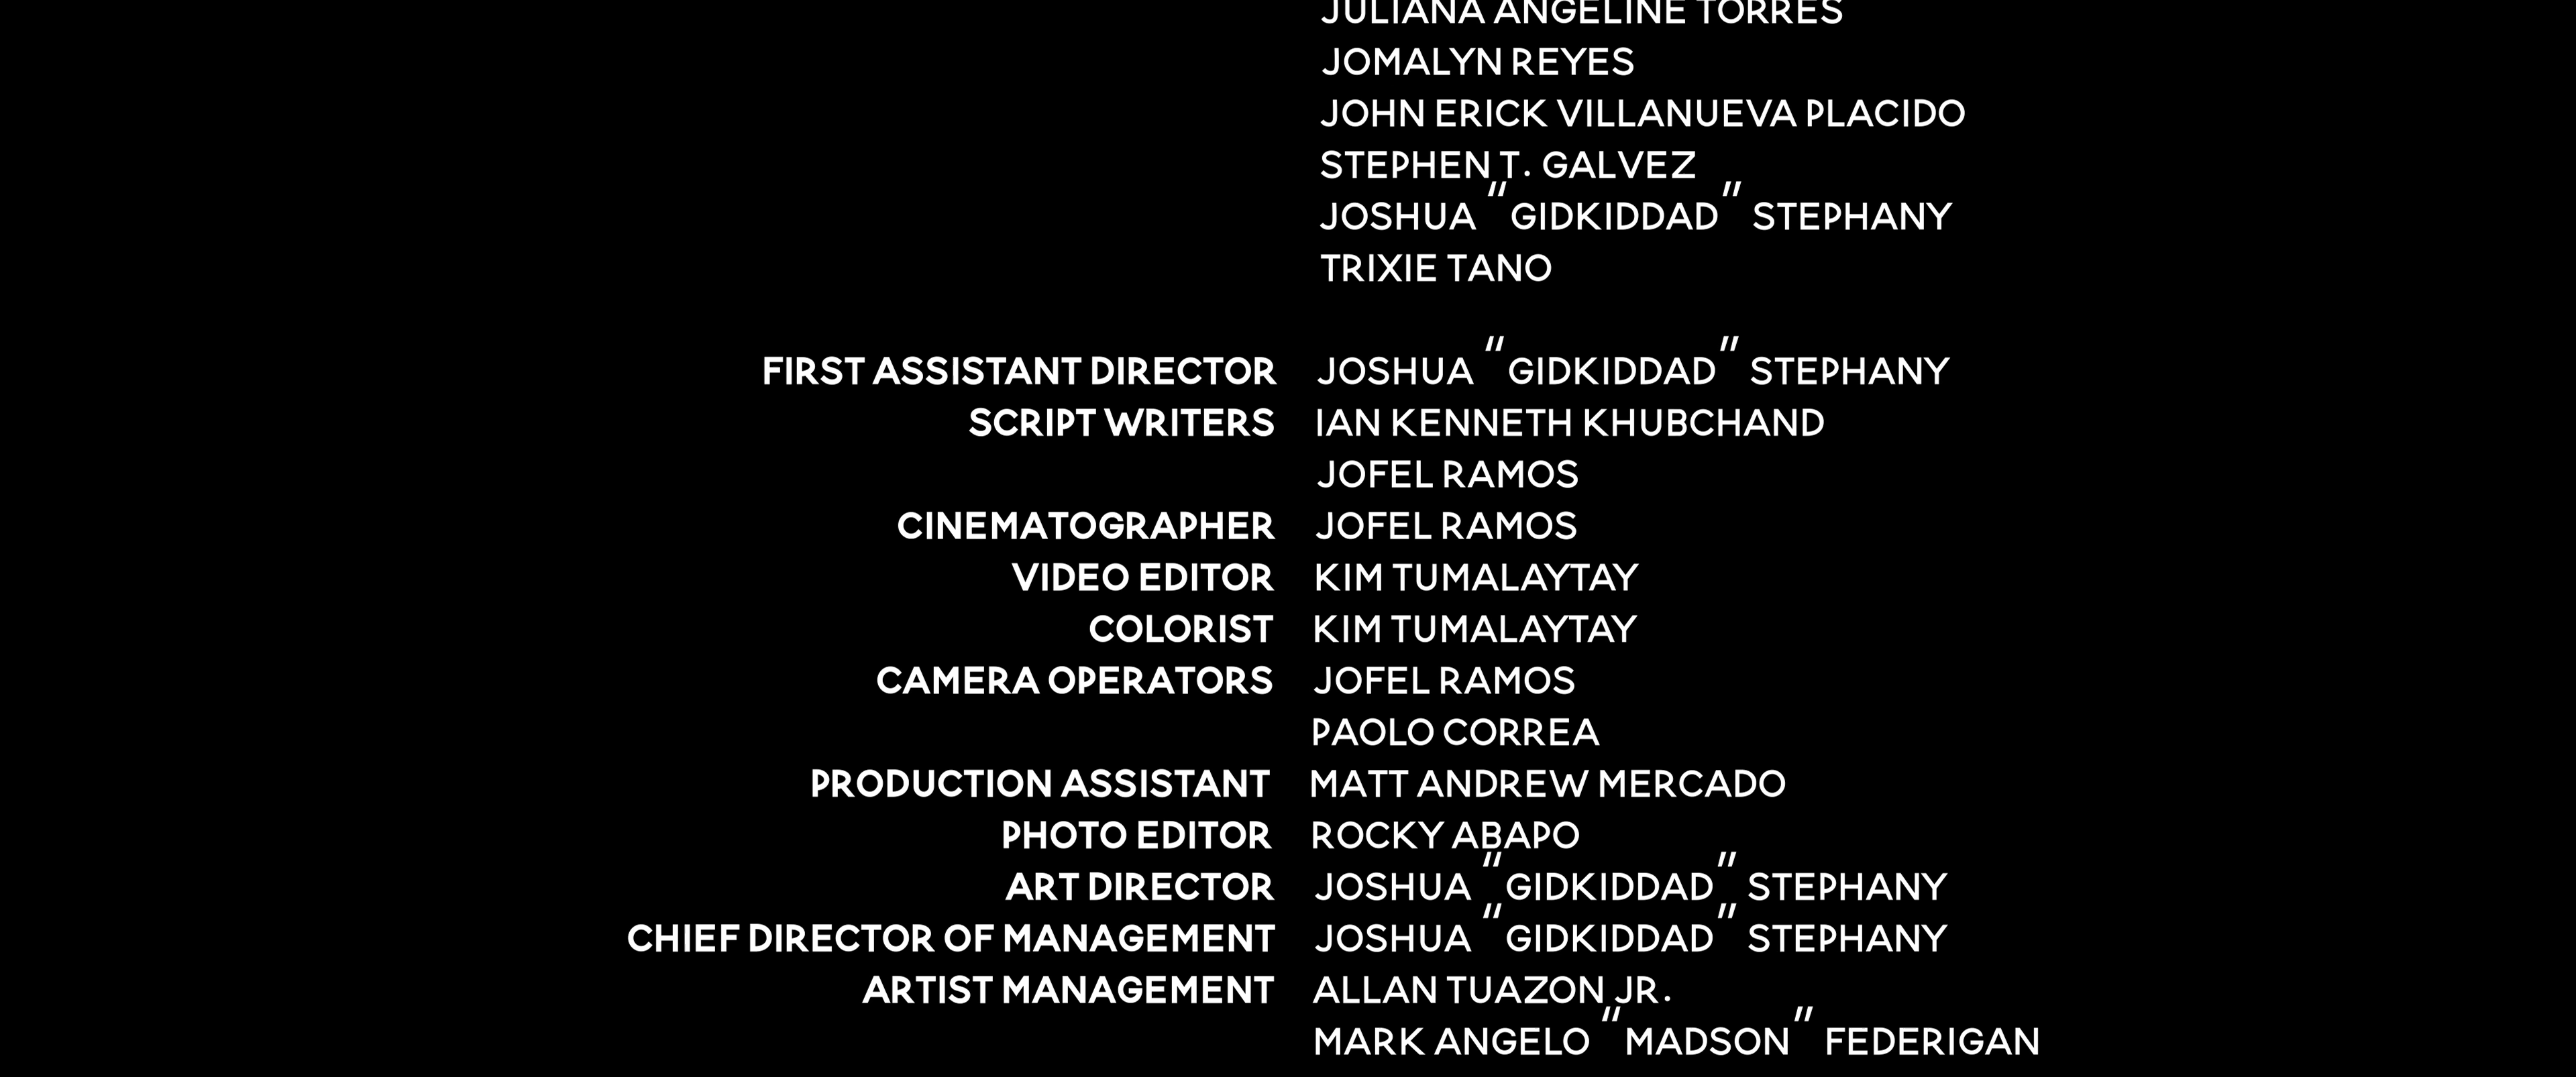 JULIANA ANGELINE TORRES
JOMALYN REYES
JOHN ERICK VILLANUEVA PLACIDO
STEPHEN T. GALVEZ
JOSHUA "GIDKIDDAD" STEPHANY
TRIXIE TANO
FIRST ASSISTANT DIRECTOR JOSHUA "GIDKIDDAD" STEPHANY
SCRIPT WRITERS IAN KENNETH KHUBCHAND
JOFEL RAMOS
CINEMATOGRAPHER JOFEL RAMOS
VIDEO EDITOR KIM TUMALAYTAY
COLORIST KIM TUMALAYTAY
CAMERA OPERATORS JOFEL RAMOS
PAOLO CORREA
PRODUCTION ASSISTANT MATT ANDREW MERCADO
PHOTO EDITOR ROCKY ABAPO
ART DIRECTOR JOSHUA "GIDKIDDAD" STEPHANY
CHIEF DIRECTOR OF MANAGEMENT JOSHUA "GIDKIDDAD" STEPHANY
ARTIST MANAGEMENT ALLAN TUAZON JR.
MARK ANGELO "MADSON" FEDERIGAN